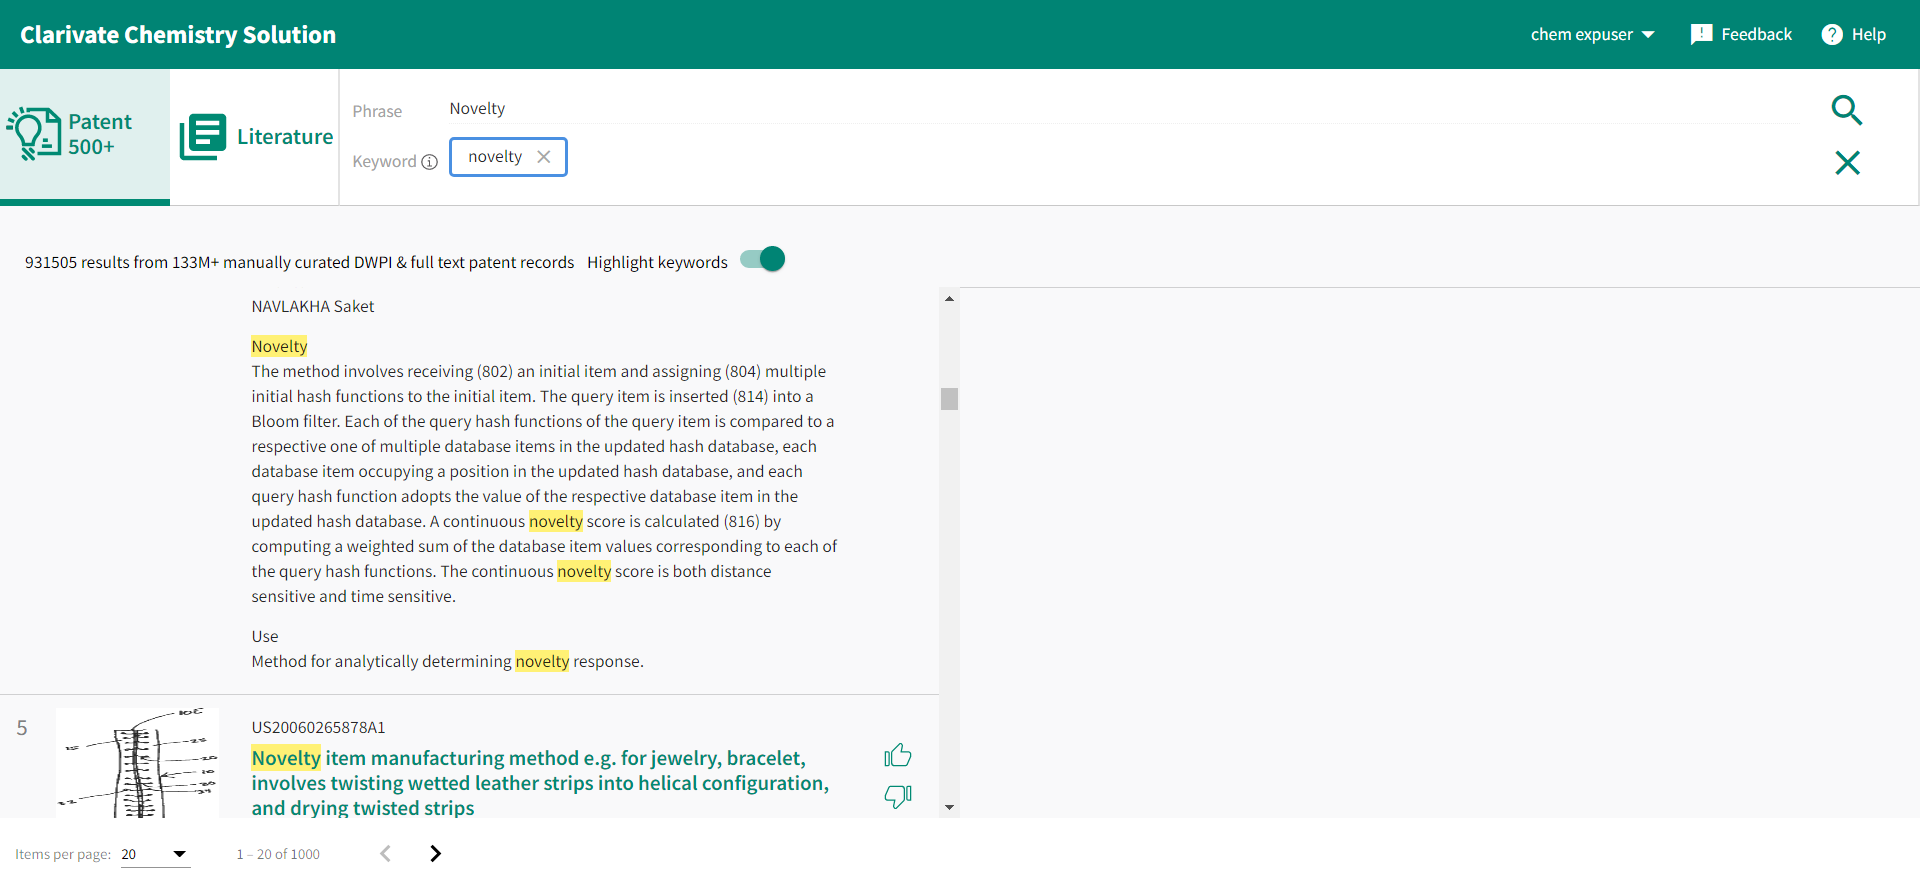 Clarivate Chemistry Solution
chem expuser
Feedback
Help
Patent
500+
Literature
Phrase
Novelty
Keyword
novelty
931505 results from 133M+ manually curated DWPI & full text patent records
Highlight keywords
NAVLAKHA Saket
Novelty
The method involves receiving (802) an initial item and assigning (804) multiple
initial hash functions to the initial item. The query item is inserted (814) into a
Bloom filter. Each of the query hash functions of the query item is compared to a
respective one of multiple database items in the updated hash database, each
database item occupying a position in the updated hash database, and each
query hash function adopts the value of the respective database item in the
updated hash database. A continuous novelty score is calculated (816) by
computing a weighted sum of the database item values corresponding to each of
the query hash functions. The continuous novelty score is both distance
sensitive and time sensitive.
Use
Method for analytically determining novelty response.
5
US20060265878A1
Novelty item manufacturing method e.g. for jewelry, bracelet,
involves twisting wetted leather strips into helical configuration,
and drying twisted strips
Items per page:
20
1 – 20 of 1000